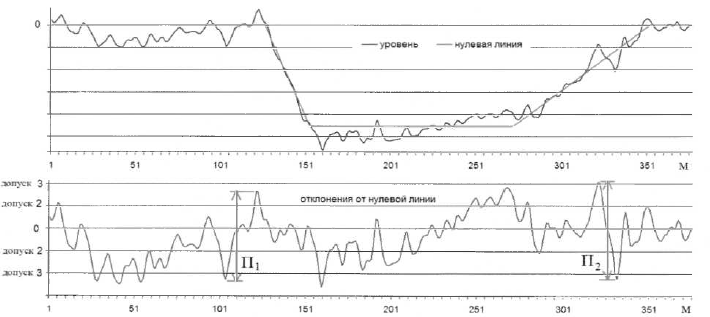 0
уровень
нулевая линия
1 51 101 151 201 251 301 351 М
допуск 3
отклонения от нулевой линии
допуск 2
0
допуск 2
П1
П2
допуск 3
1 51 101 151 201 251 301 351